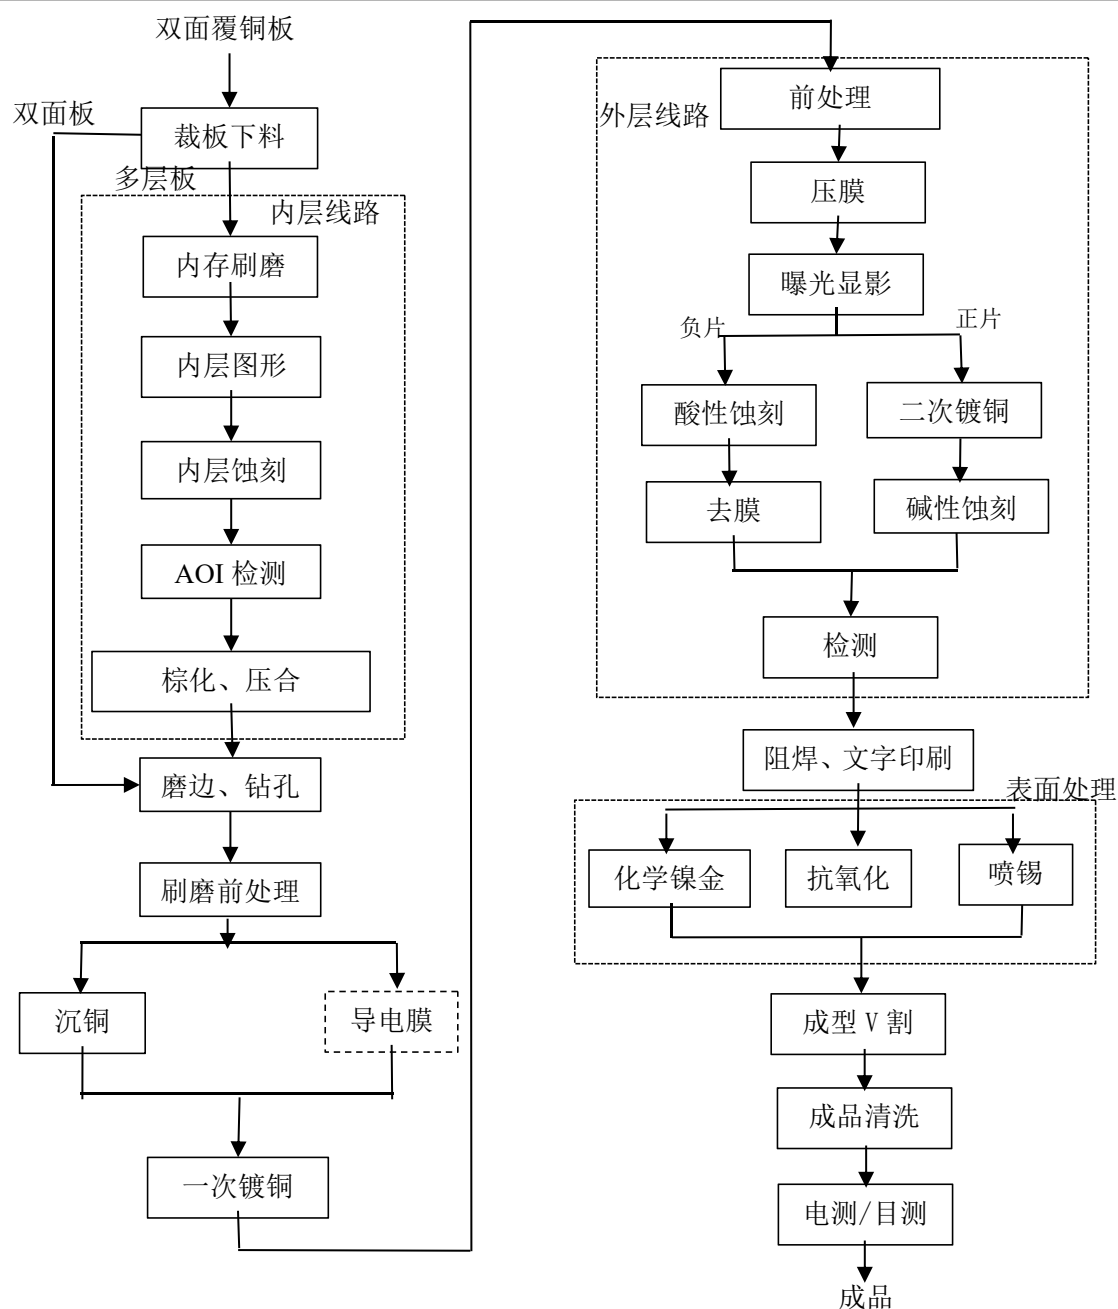 双面覆铜板
双面板
裁板下料
多层板
内层线路
内存刷磨
内层图形
内层蚀刻
AOI 检测
棕化、压合
磨边、钻孔
刷磨前处理
沉铜
导电膜
一次镀铜
外层线路
前处理
压膜
曝光显影
负片
正片
酸性蚀刻
二次镀铜
去膜
碱性蚀刻
检测
阻焊、文字印刷
表面处理
化学镍金
抗氧化
喷锡
成型 V 割
成品清洗
电测/目测
成品